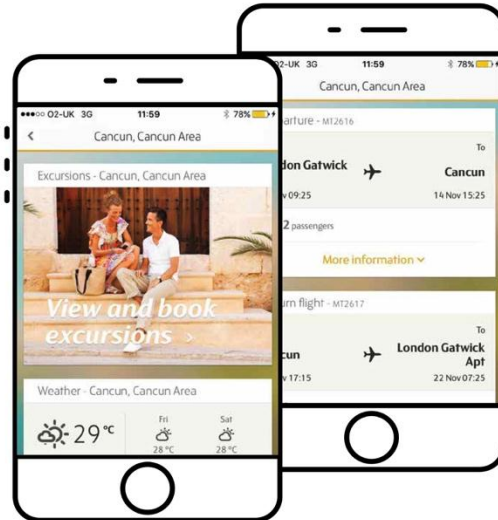 ●●●○○ O2-UK 3G 11:59 78%
Cancun, Cancun Area
Excursions - Cancun, Cancun Area
View and book
excursions >
Weather - Cancun, Cancun Area
29°C
Fri Sat
28 °C 28 °C
O2-UK 3G 11:59 78%
Cancun, Cancun Area
MT2616
To
Gatwick Cancun
09:25 14 Nov 15:25
2 passengers
More information
flight - MT2617
To
London Gatwick
Apt
17:15 22 Nov 07:25